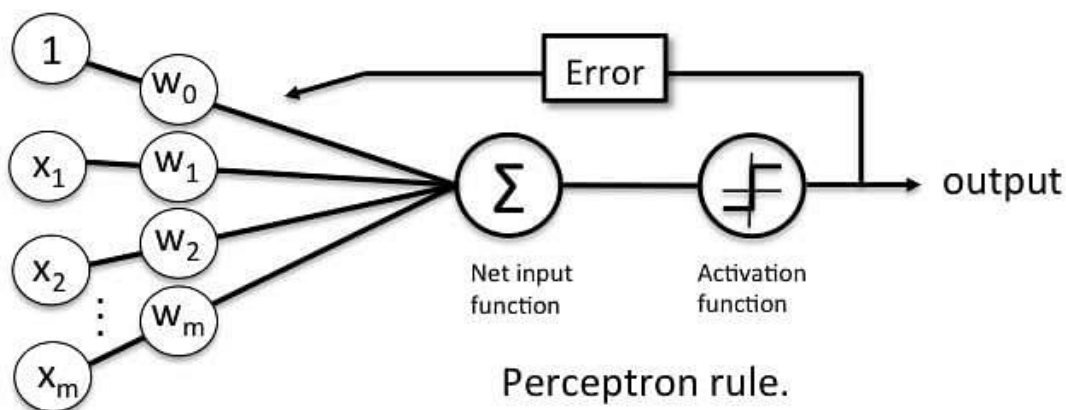 1
w₀
Error
x₁
w₁
Σ
output
x₂
w₂
Net input
function
Activation
function
⋮
wₘ
xₘ
Perceptron rule.